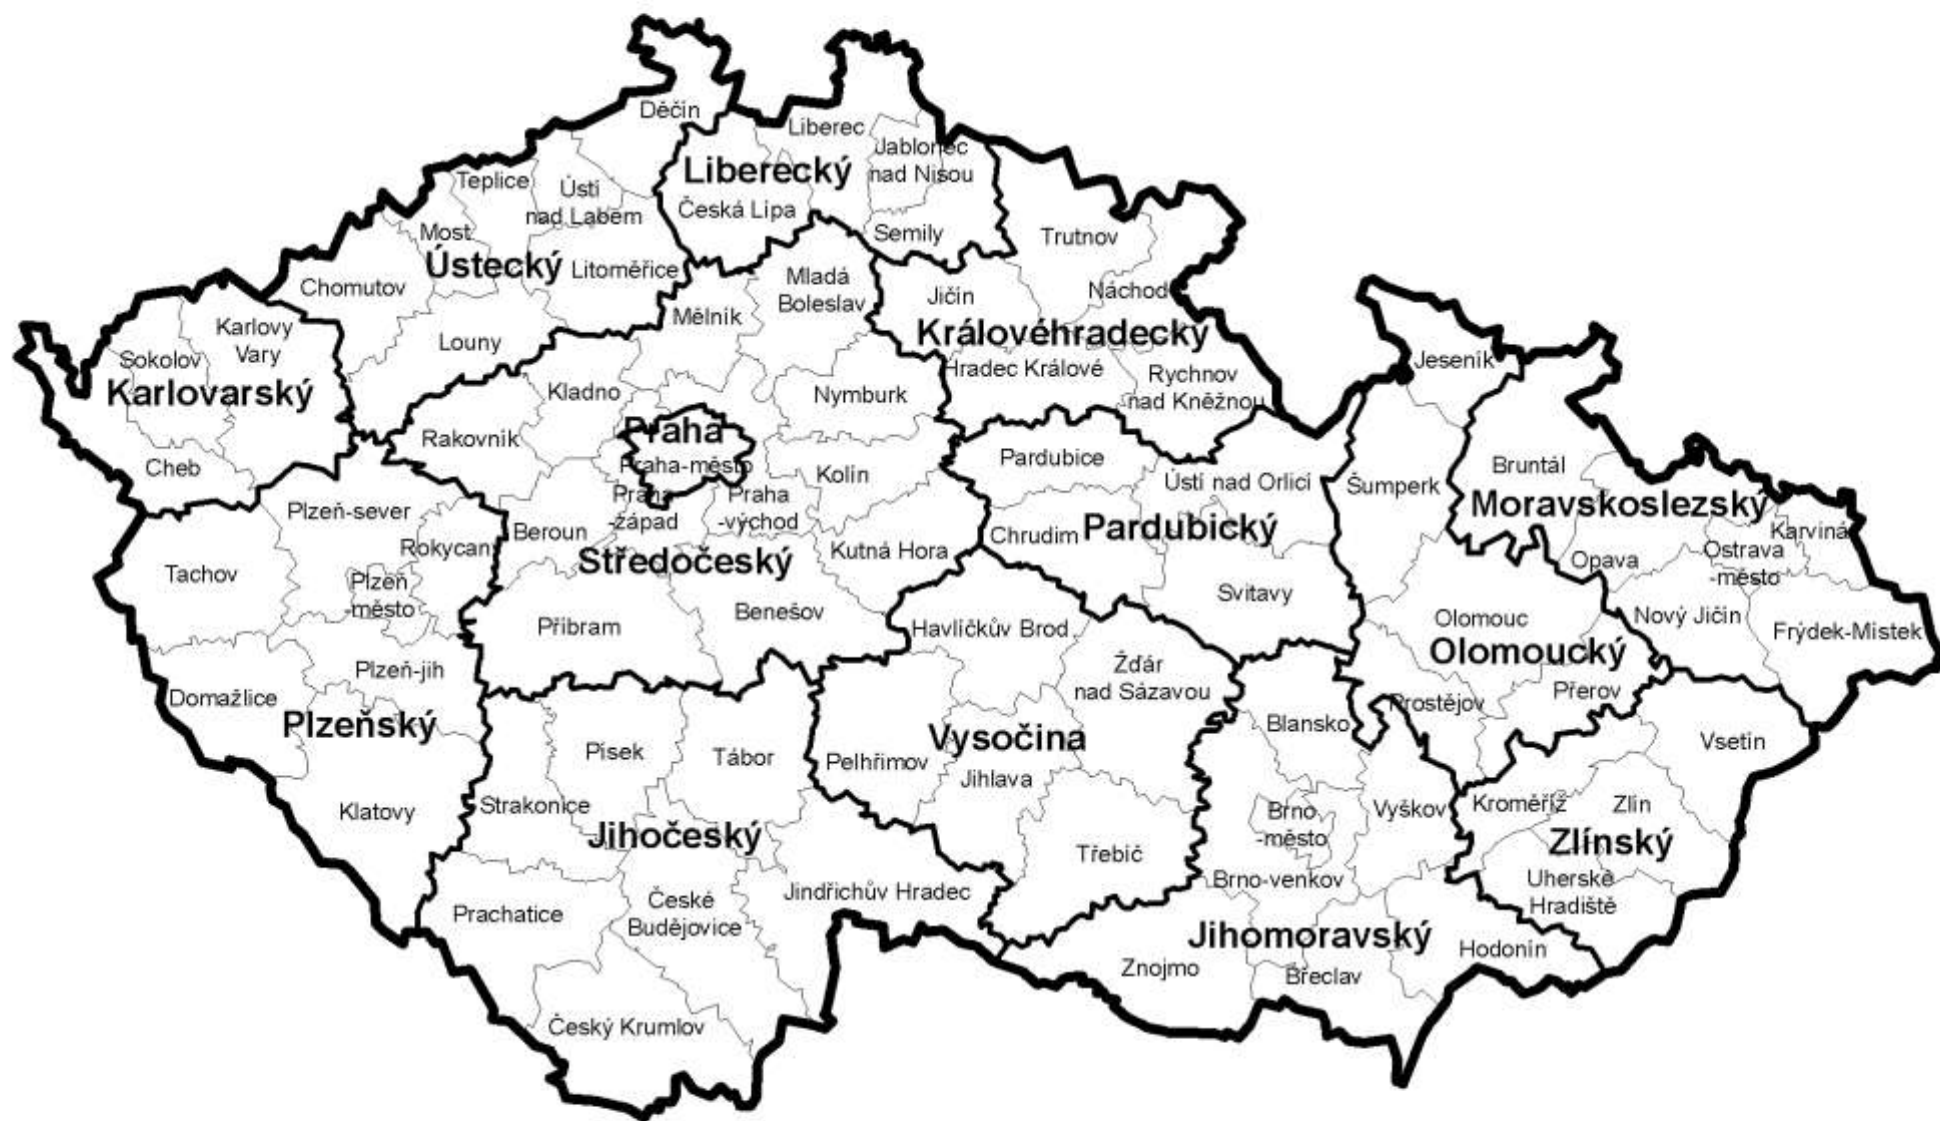 Děčín
Liberec
Jablonec
nad Nisou
Liberecký
Teplice
Ústí
nad Labem
Česká Lípa
Semily
Most
Trutnov
Ústecký
Litoměřice
Chomutov
Mladá
Boleslav
Jičín
Náchod
Mělník
Karlovy
Vary
Královéhradecký
Louny
Sokolov
Jeseník
Karlovarský
Kladno
Nymburk
Hradec Králové
Rychnov
nad Kněžnou
Rakovník
Praha
Praha-město
Cheb
Kolín
Pardubice
Ústí nad Orlicí
Šumperk
Bruntál
Moravskoslezský
Plzeň-sever
Praha
-západ
Praha
-východ
Rokycany
Beroun
Chrudim
Pardubický
Karviná
Kutná Hora
Středočeský
Opava
Ostrava
-město
Tachov
Plzeň
-město
Svitavy
Příbram
Benešov
Havlíčkův Brod
Olomouc
Nový Jičín
Frýdek-Místek
Olomoucký
Plzeň-jih
Žďár
nad Sázavou
Domažlice
Prostějov
Přerov
Plzeňský
Blansko
Vysočina
Vsetín
Písek
Tábor
Pelhřimov
Jihlava
Strakonice
Klatovy
Kroměříž
Zlín
Brno
-město
Vyškov
Jihočeský
Zlínský
Třebíč
Brno-venkov
Uherské
Hradiště
Jindřichův Hradec
České
Budějovice
Prachatice
Jihomoravský
Hodonín
Znojmo
Břeclav
Český Krumlov